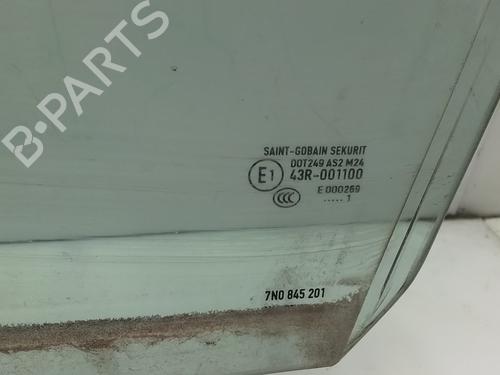 B-PARTS
SAINT-GOBAIN SEKURIT
DOT249 AS2 M24
E1 43R-001100
CCC E 000269
..... 1
7N0 845 201